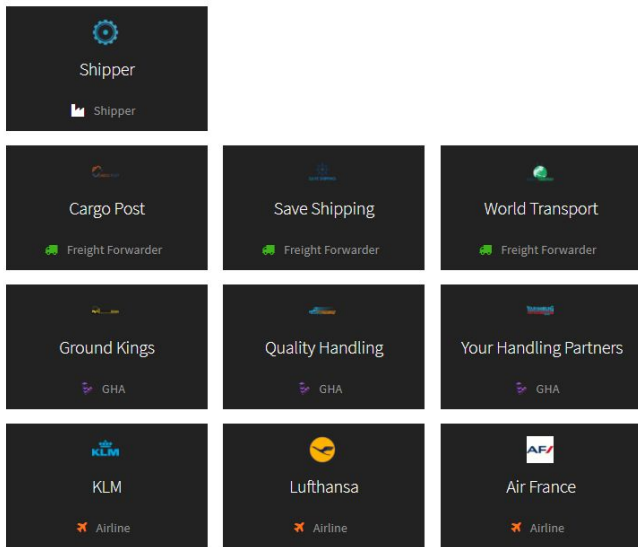 Shipper
Shipper
Cargo Post
Save Shipping
World Transport
Freight Forwarder
Freight Forwarder
Freight Forwarder
Ground Kings
Quality Handling
Your Handling Partners
GHA
GHA
GHA
KLM
AF
KLM
Lufthansa
Air France
Airline
Airline
Airline